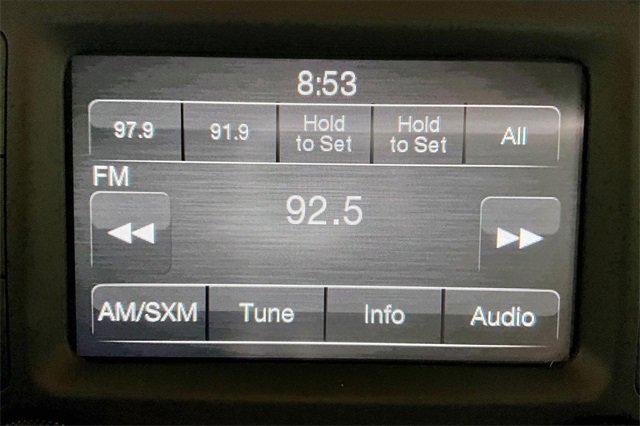 8:53
97.9 91.9 Hold to Set Hold to Set All
FM
92.5
AM/SXM Tune Info Audio